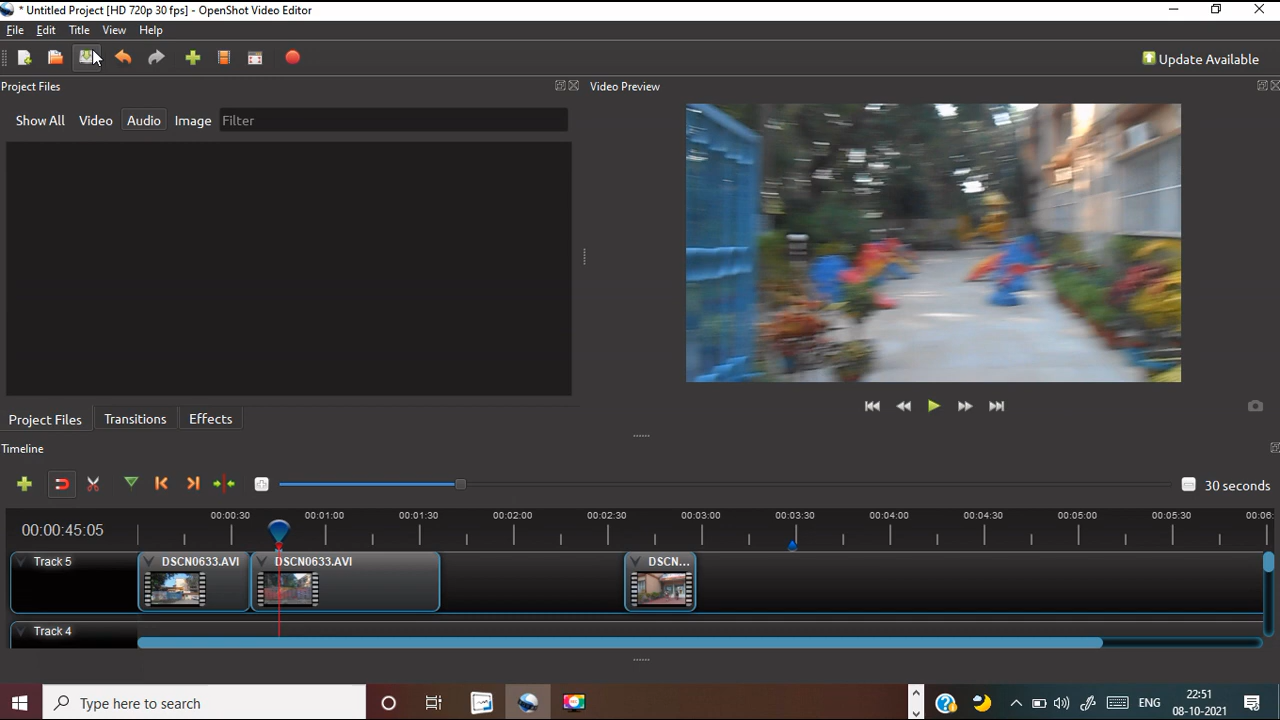 * Untitled Project [HD 720p 30 fps] - OpenShot Video Editor
File Edit Title View Help
Update Available
Project Files
Video Preview
Show All Video Audio Image Filter
Project Files Transitions Effects
Timeline
30 seconds
00:00:45:05
00:00:30 00:01:00 00:01:30 00:02:00 00:02:30 00:03:00 00:03:30 00:04:00 00:04:30 00:05:00 00:05:30 00:06:
Track 5 DSCN0633.AVI DSCN0633.AVI DSCN...
Track 4
Type here to search
ENG
22:51
08-10-2021